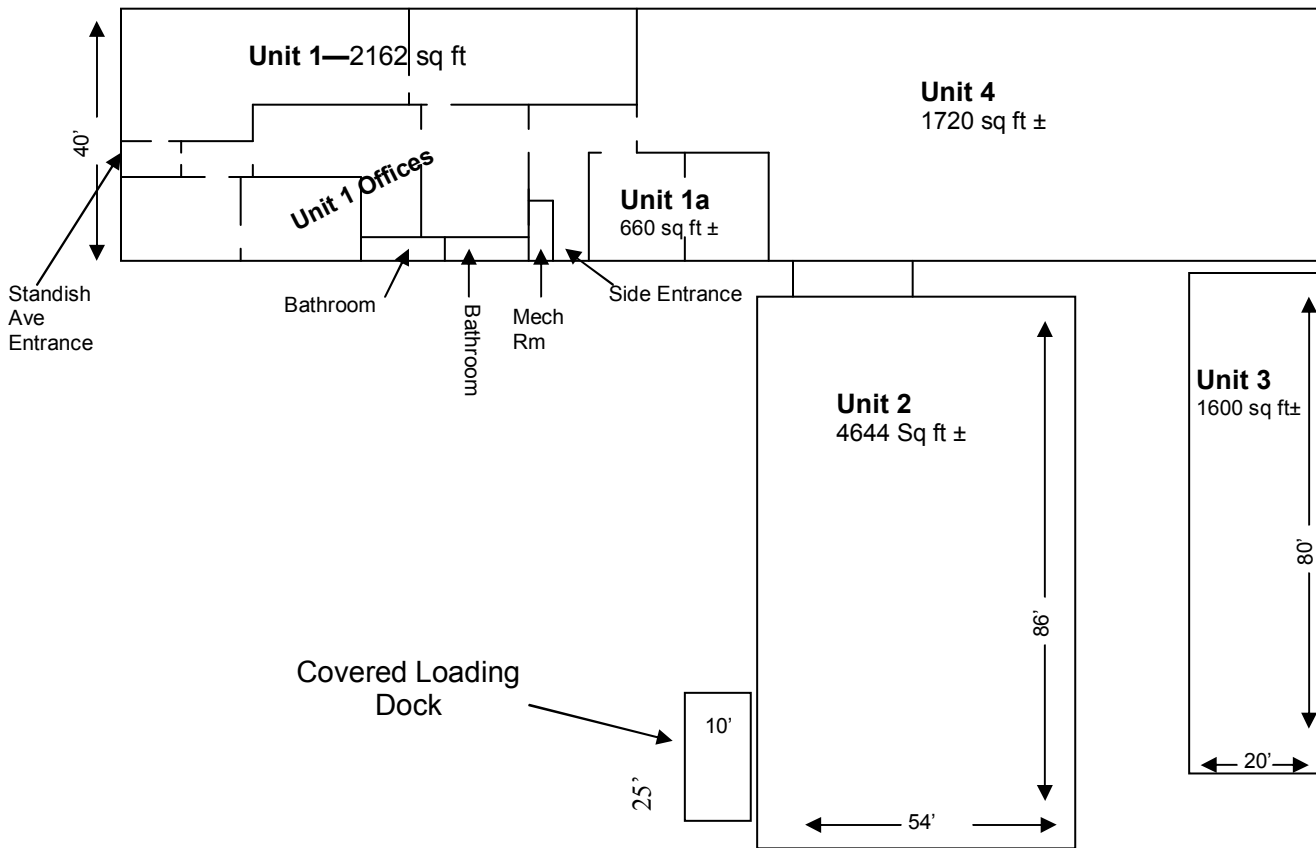 Unit 1—2162 sq ft
Unit 4
1720 sq ft ±
40’
Unit 1 Offices
Unit 1a
660 sq ft ±
Standish
Ave
Entrance
Bathroom
Bathroom
Mech
Rm
Side Entrance
Unit 2
4644 Sq ft ±
Unit 3
1600 sq ft±
86’
80’
Covered Loading
Dock
10’
25’
54’
20’